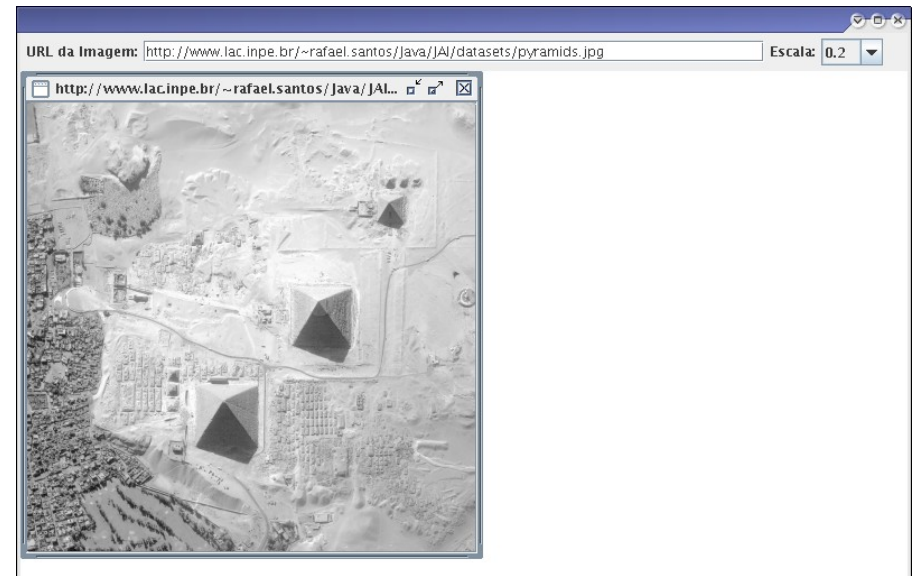 URL da Imagem: http://www.lac.inpe.br/~rafael.santos/Java/JAI/datasets/pyramids.jpg Escala: 0.2
http://www.lac.inpe.br/~rafael.santos/Java/JAI...